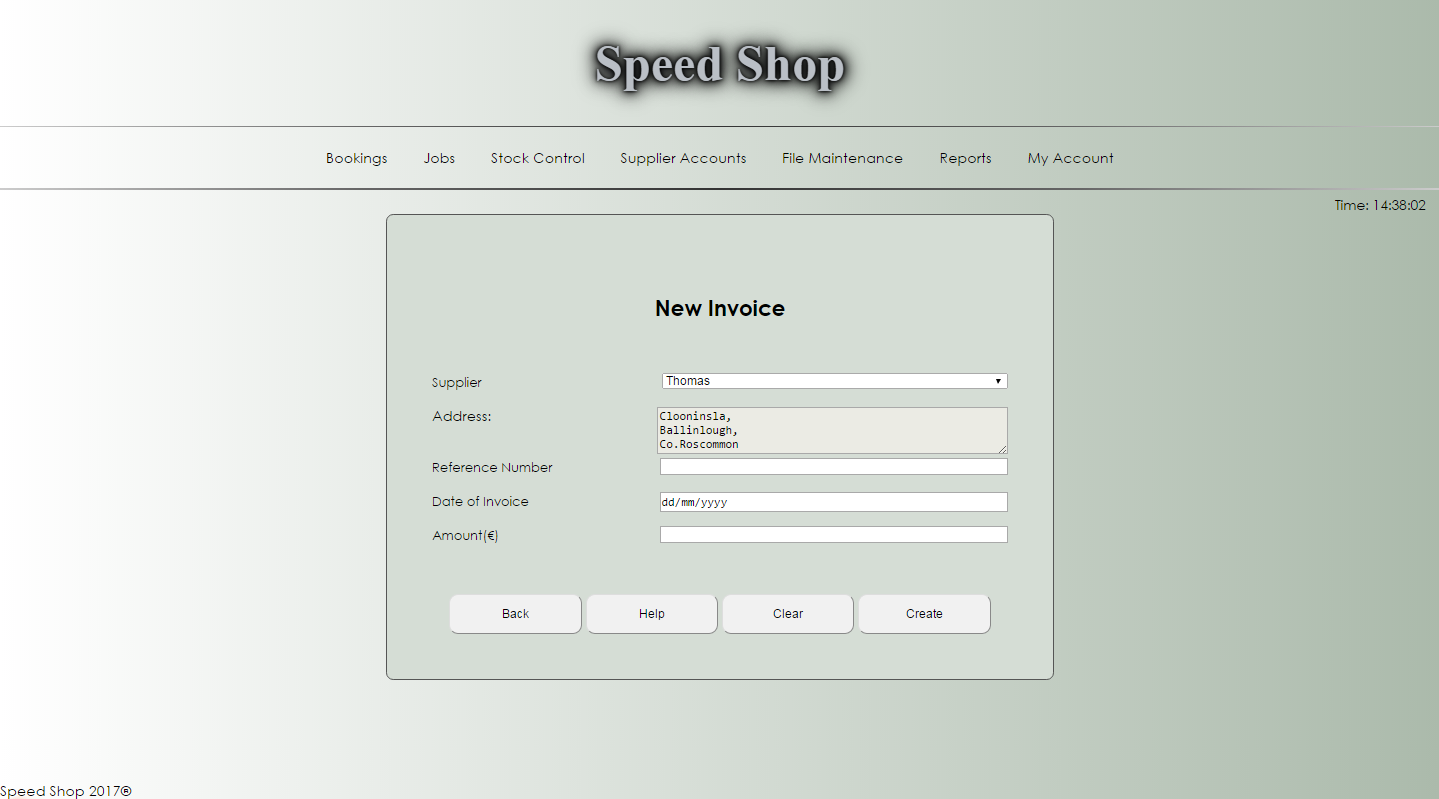 Speed Shop
Bookings Jobs Stock Control Supplier Accounts File Maintenance Reports My Account
Time: 14:38:02
New Invoice
Supplier Thomas
Address: Clooninsla,
Ballinlough,
Co.Roscommon
Reference Number
Date of Invoice dd/mm/yyyy
Amount(€)
Back Help Clear Create
Speed Shop 2017®